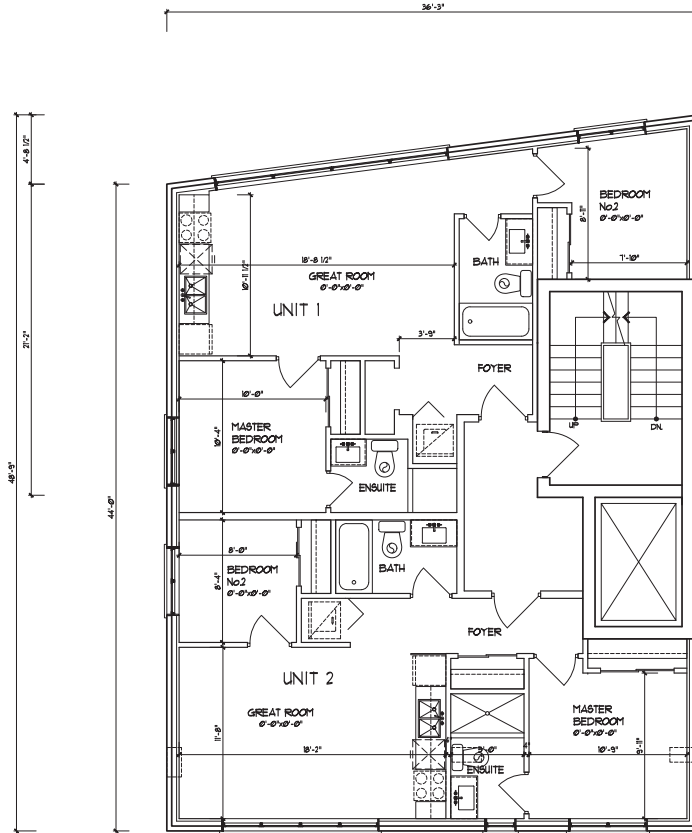 36'-3"
4'-8 1/2"
21'-2"
48'-9"
44'-0"
BEDROOM
No.2
0'-0"x0'-0"
8'-11"
7'-10"
BATH
18'-8 1/2"
GREAT ROOM
0'-0"x0'-0"
10'-11 1/2"
UNIT 1
3'-9"
FOYER
UP
DN.
10'-0"
MASTER
BEDROOM
0'-0"x0'-0"
10'-4"
ENSUITE
8'-0"
BEDROOM
No.2
0'-0"x0'-0"
8'-4"
BATH
FOYER
UNIT 2
GREAT ROOM
0'-0"x0'-0"
11'-8"
18'-2"
MASTER
BEDROOM
0'-0"x0'-0"
9'-11"
10'-9"
ENSUITE